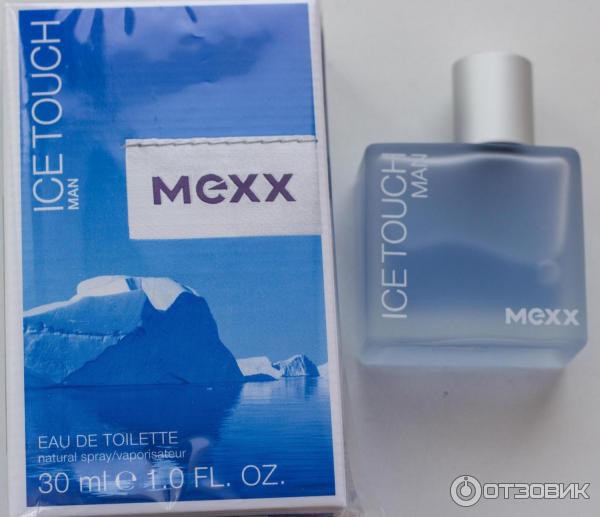 ICE TOUCH
MAN
MEXX
EAU DE TOILETTE
natural spray/vaporisateur
30 ml e 1.0 FL. OZ.
ICE TOUCH
MAN
MEXX
ОТЗОВИК